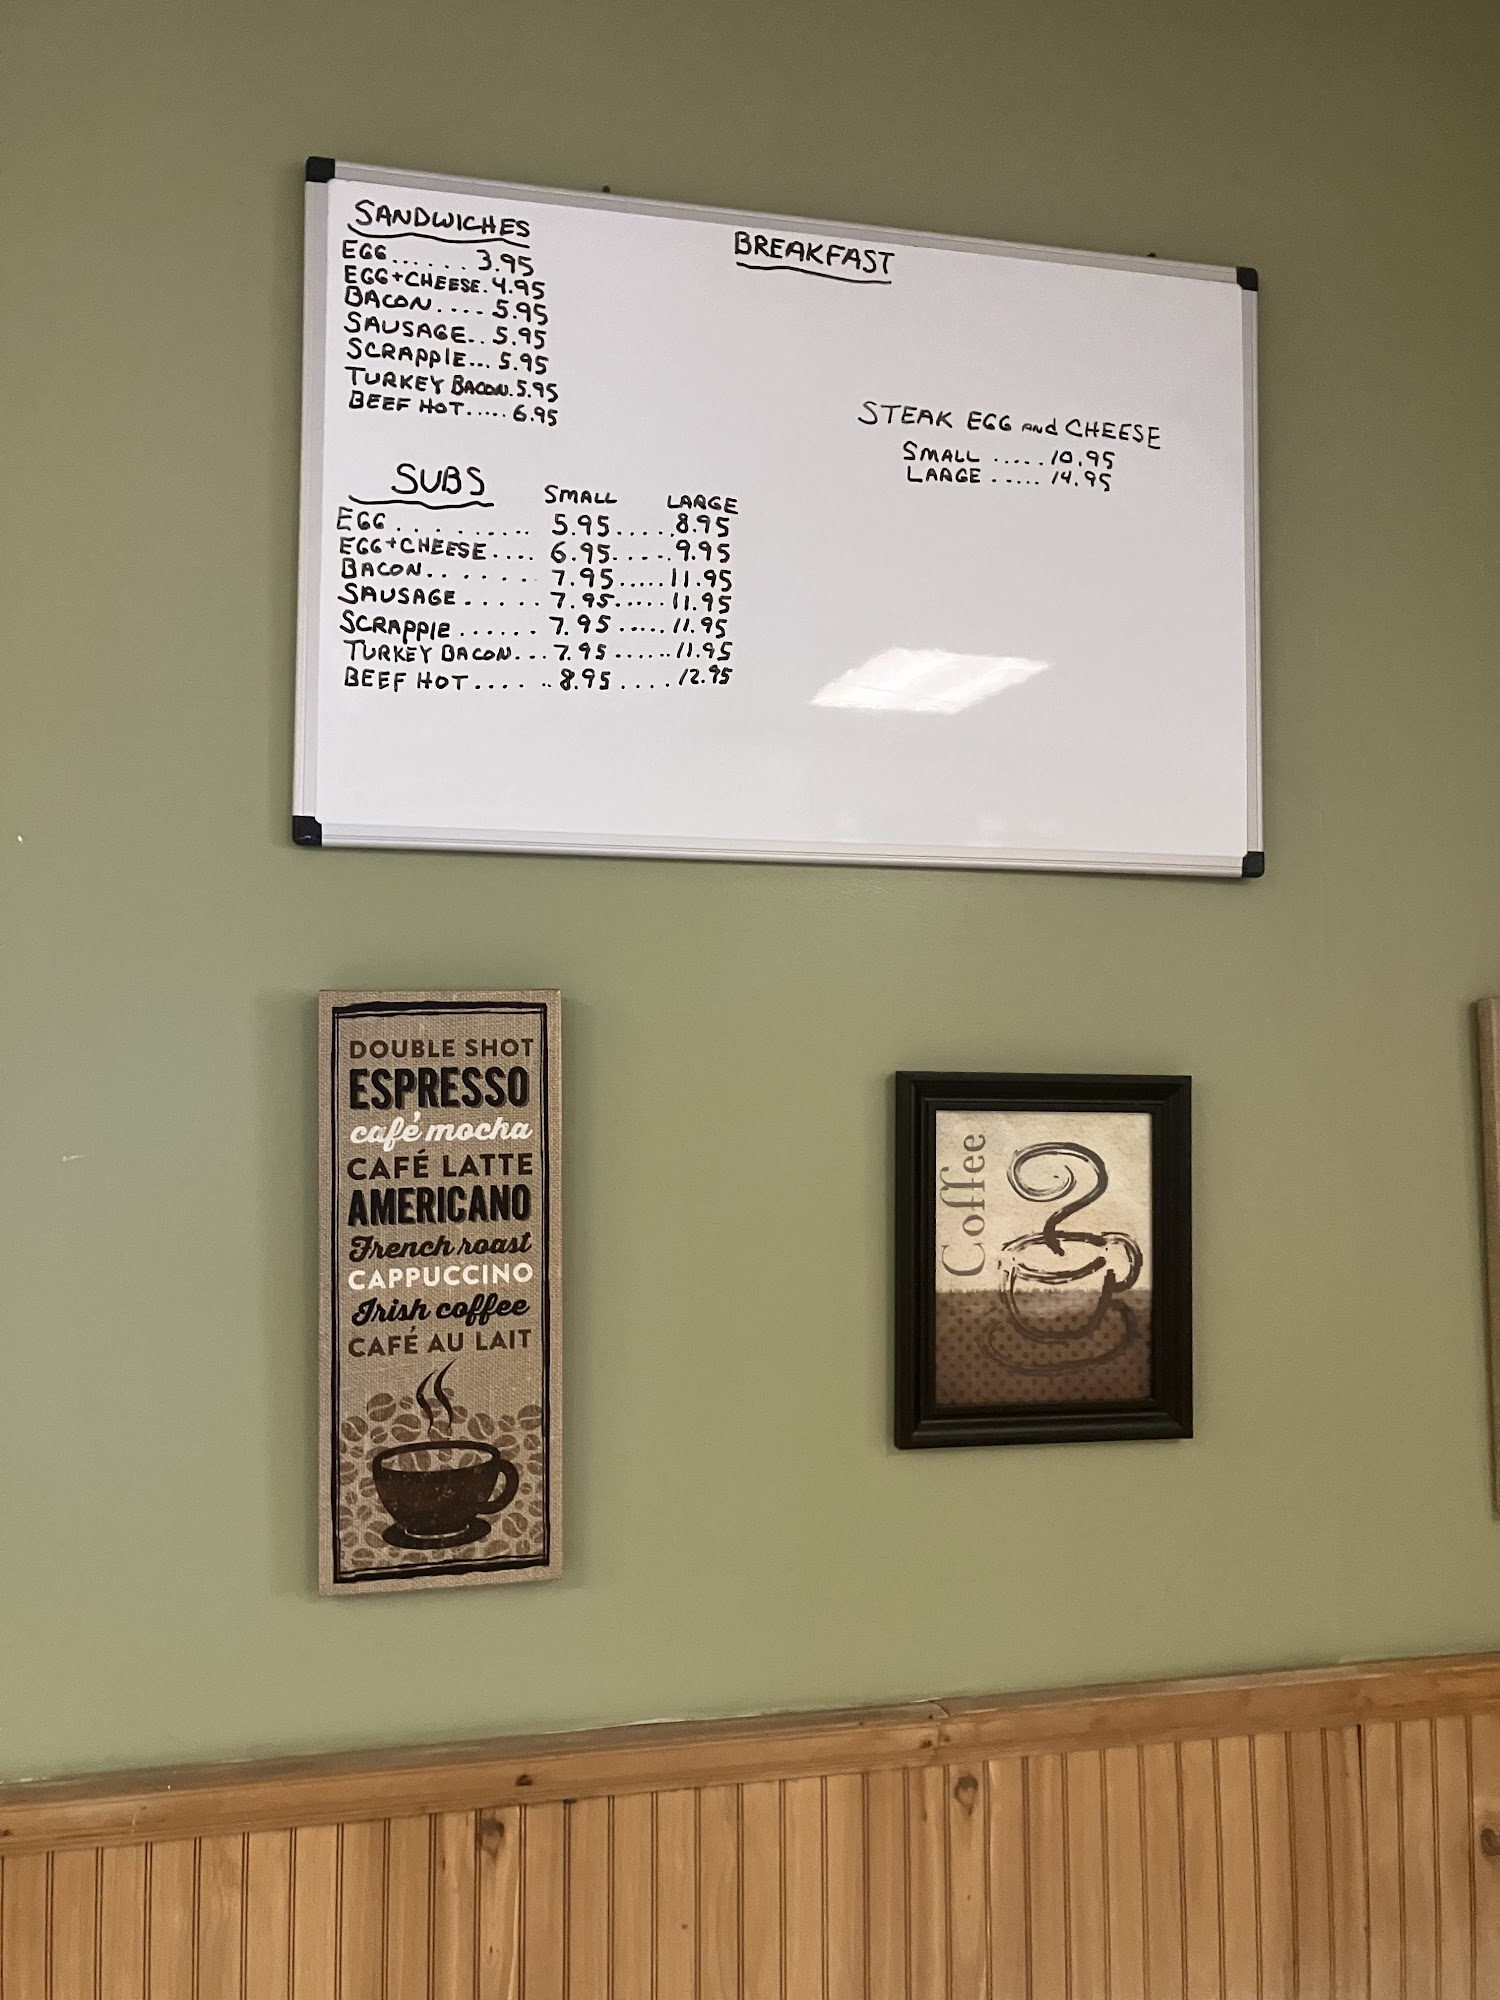 BREAKFAST
SANDWICHES
EGG...... 3.95
EGG+CHEESE.4.95
BACON.... 5.95
SAUSAGE.. 5.95
SCRAPPlE... 5.95
TURKEY BACON.5.95
BEEF HOT..... 6.95
SUBS SMALL LARGE
EGG.......... 5.95.....8.95
EGG+CHEESE.... 6.95.....9.95
BACON....... 7.95.....11.95
SAUSAGE..... 7.95.....11.95
SCRAPPlE...... 7.95.....11.95
TURKEY BACON...7.95......11.95
BEEF HOT......8.95....12.95
STEAK EGG and CHEESE
SMALL .....10.95
LARGE ..... 14.95
DOUBLE SHOT
ESPRESSO
café mocha
CAFÉ LATTE
AMERICANO
French roast
CAPPUCCINO
Irish coffee
CAFÉ AU LAIT
Coffee